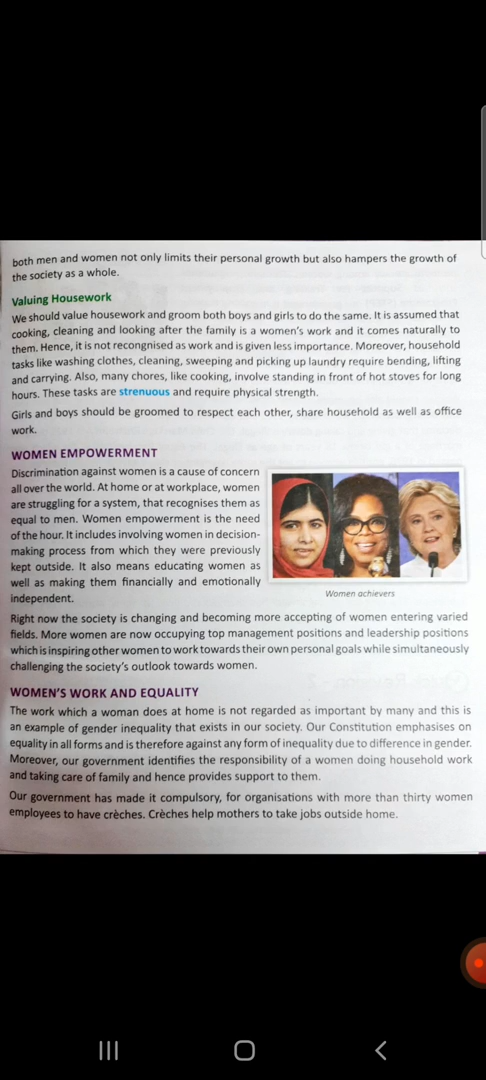 both men and women not only limits their personal growth but also hampers the growth of
the society as a whole.
Valuing Housework
We should value housework and groom both boys and girls to do the same. It is assumed that
cooking, cleaning and looking after the family is a women's work and it comes naturally to
them. Hence, it is not recongnised as work and is given less importance. Moreover, household
tasks like washing clothes, cleaning, sweeping and picking up laundry require bending, lifting
and carrying. Also, many chores, like cooking, involve standing in front of hot stoves for long
hours. These tasks are strenuous and require physical strength.
Girls and boys should be groomed to respect each other, share household as well as office
work.
WOMEN EMPOWERMENT
Discrimination against women is a cause of concern
all over the world. At home or at workplace, women
are struggling for a system, that recognises them as
equal to men. Women empowerment is the need
of the hour. It includes involving women in decision-
making process from which they were previously
kept outside. It also means educating women as
well as making them financially and emotionally
independent.
Women achievers
Right now the society is changing and becoming more accepting of women entering varied
fields. More women are now occupying top management positions and leadership positions
which is inspiring other women to work towards their own personal goals while simultaneously
challenging the society's outlook towards women.
WOMEN'S WORK AND EQUALITY
The work which a woman does at home is not regarded as important by many and this is
an example of gender inequality that exists in our society. Our Constitution emphasises on
equality in all forms and is therefore against any form of inequality due to difference in gender.
Moreover, our government identifies the responsibility of a women doing household work
and taking care of family and hence provides support to them.
Our government has made it compulsory, for organisations with more than thirty women
employees to have crèches. Crèches help mothers to take jobs outside home.